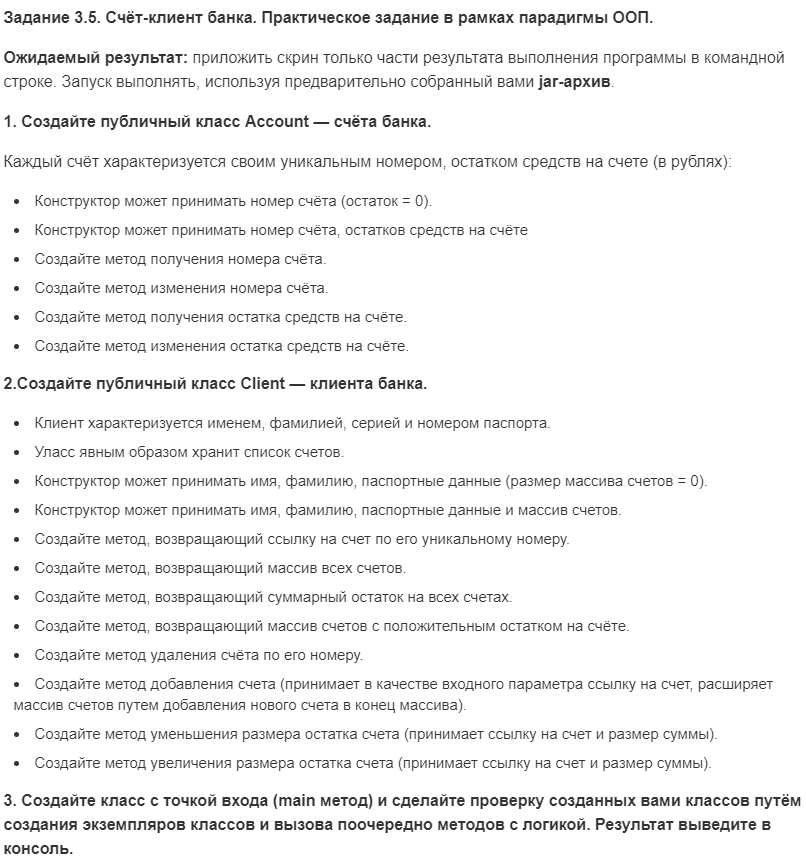 Задание 3.5. Счёт-клиент банка. Практическое задание в рамках парадигмы ООП.
Ожидаемый результат: приложить скрин только части результата выполнения программы в командной
строке. Запуск выполнять, используя предварительно собранный вами jar-архив.
1. Создайте публичный класс Account — счёта банка.
Каждый счёт характеризуется своим уникальным номером, остатком средств на счете (в рублях):
• Конструктор может принимать номер счёта (остаток = 0).
• Конструктор может принимать номер счёта, остатков средств на счёте
• Создайте метод получения номера счёта.
• Создайте метод изменения номера счёта.
• Создайте метод получения остатка средств на счёте.
• Создайте метод изменения остатка средств на счёте.
2.Создайте публичный класс Client — клиента банка.
• Клиент характеризуется именем, фамилией, серией и номером паспорта.
• Уласс явным образом хранит список счетов.
• Конструктор может принимать имя, фамилию, паспортные данные (размер массива счетов = 0).
• Конструктор может принимать имя, фамилию, паспортные данные и массив счетов.
• Создайте метод, возвращающий ссылку на счет по его уникальному номеру.
• Создайте метод, возвращающий массив всех счетов.
• Создайте метод, возвращающий суммарный остаток на всех счетах.
• Создайте метод, возвращающий массив счетов с положительным остатком на счёте.
• Создайте метод удаления счёта по его номеру.
• Создайте метод добавления счета (принимает в качестве входного параметра ссылку на счет, расширяет
массив счетов путем добавления нового счета в конец массива).
• Создайте метод уменьшения размера остатка счета (принимает ссылку на счет и размер суммы).
• Создайте метод увеличения размера остатка счета (принимает ссылку на счет и размер суммы).
3. Создайте класс с точкой входа (main метод) и сделайте проверку созданных вами классов путём
создания экземпляров классов и вызова поочередно методов с логикой. Результат выведите в
консоль.